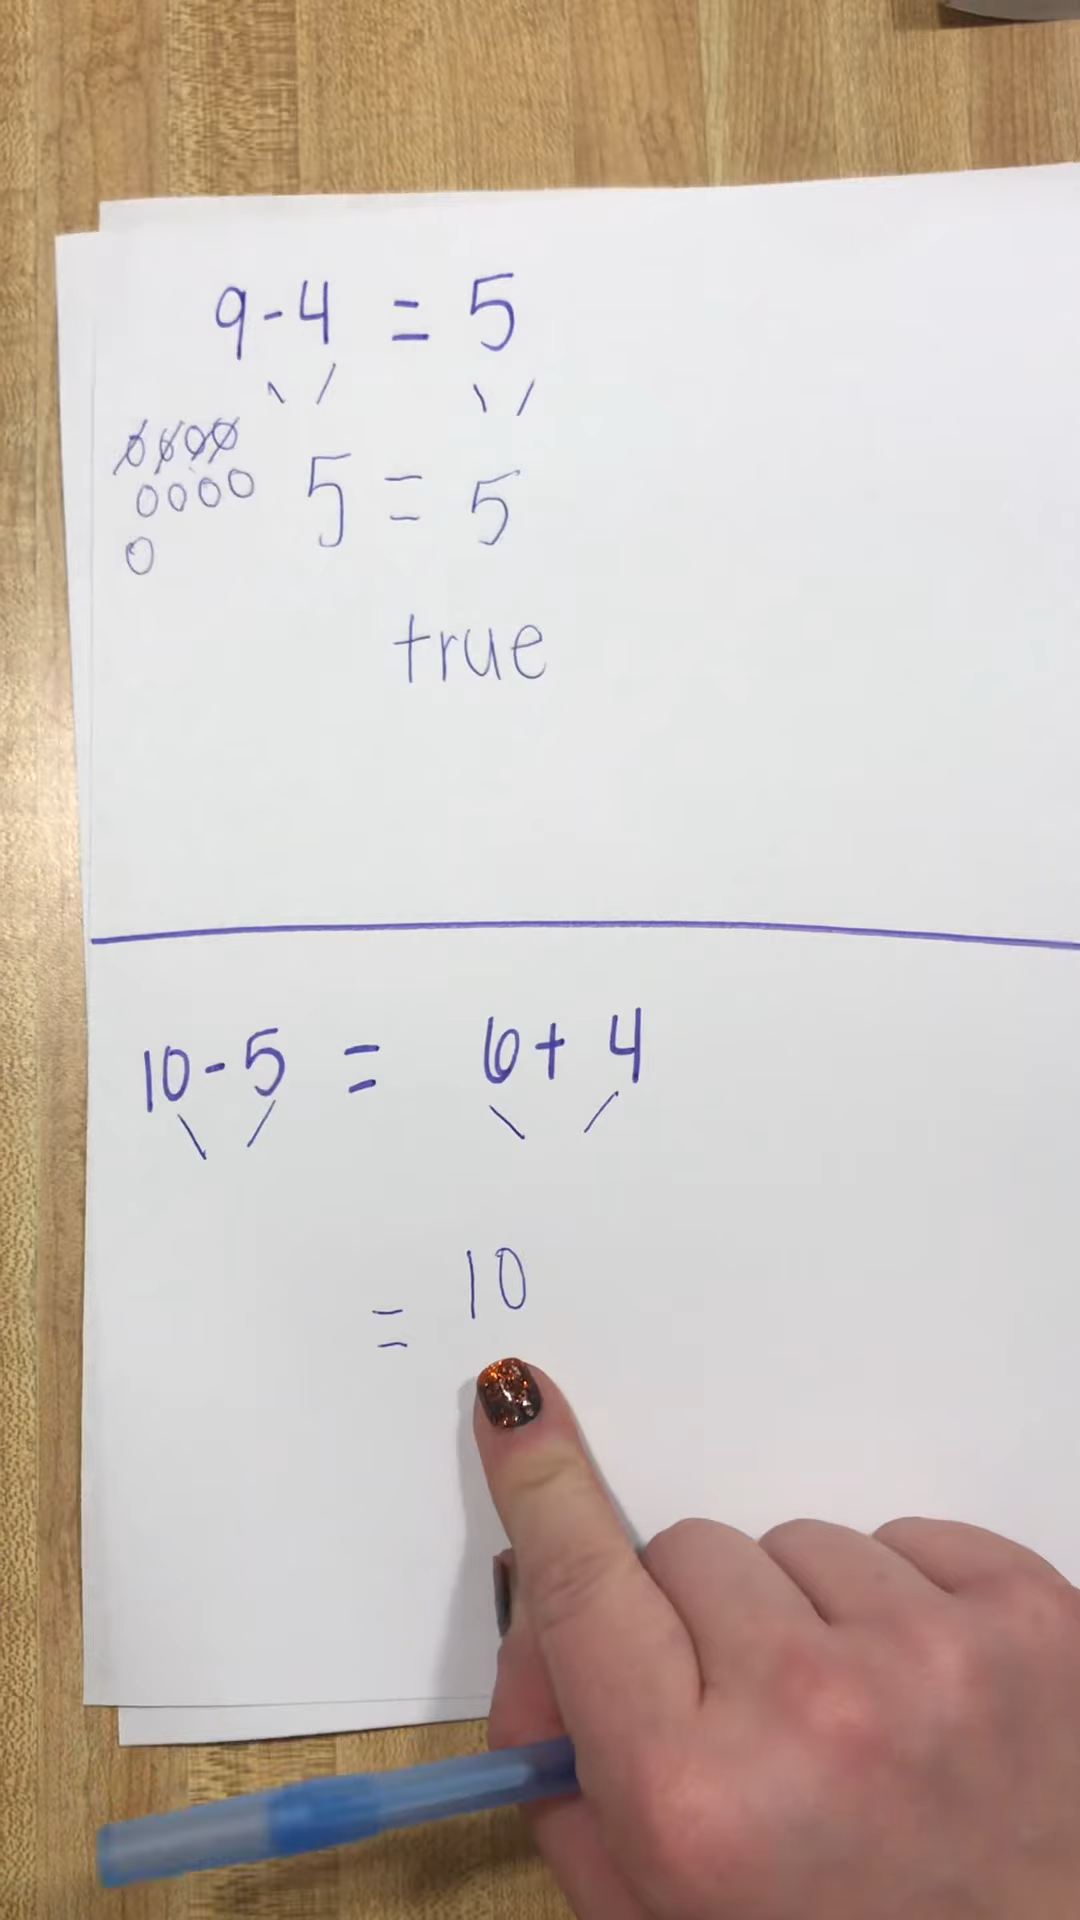 9-4 = 5
5 = 5
true
10-5 = 6+ 4
= 10